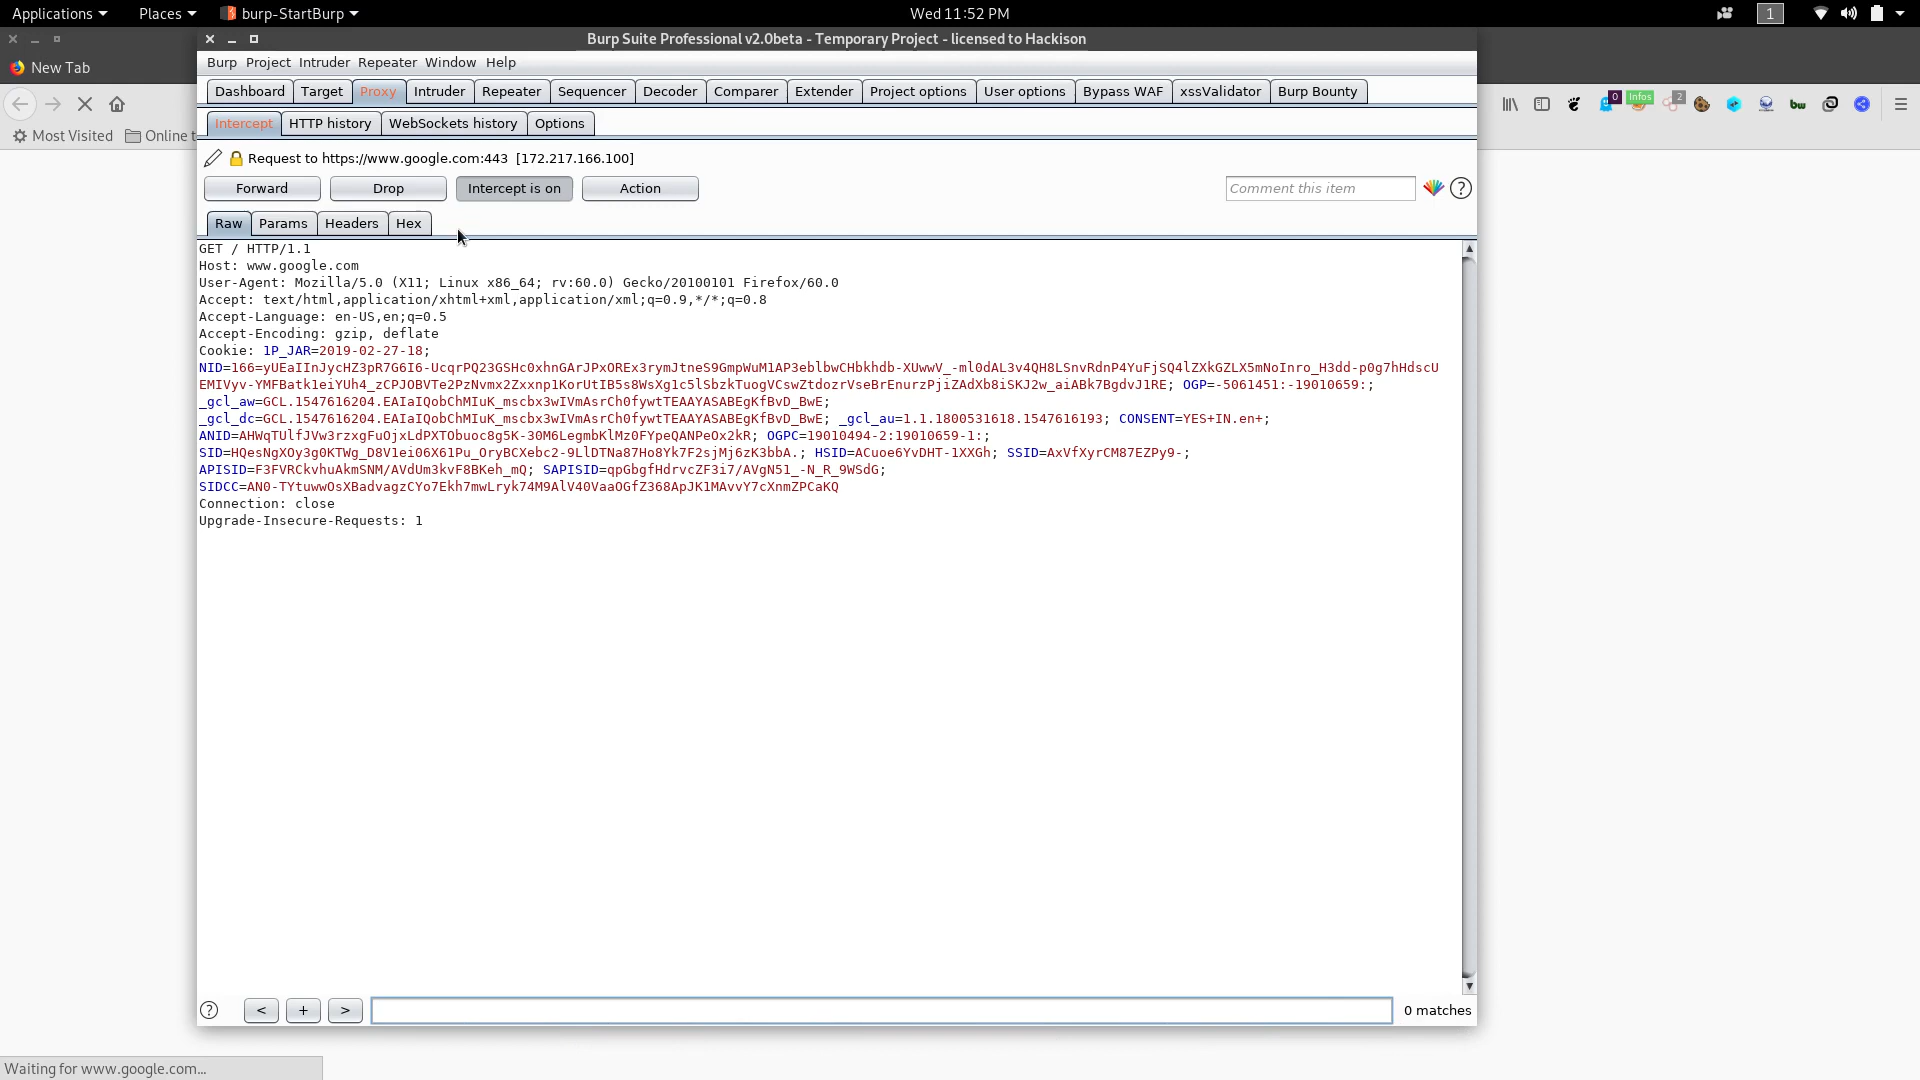 Applications Places burp-StartBurp Wed 11:52 PM 1
Burp Suite Professional v2.0beta - Temporary Project - licensed to Hackison
New Tab
Burp Project Intruder Repeater Window Help
Dashboard Target Proxy Intruder Repeater Sequencer Decoder Comparer Extender Project options User options Bypass WAF xssValidator Burp Bounty
0 Infos 2
Intercept HTTP history WebSockets history Options
Most Visited Online t
Request to https://www.google.com:443 [172.217.166.100]
Forward Drop Intercept is on Action Comment this item ?
Raw Params Headers Hex
GET / HTTP/1.1
Host: www.google.com
User-Agent: Mozilla/5.0 (X11; Linux x86_64; rv:60.0) Gecko/20100101 Firefox/60.0
Accept: text/html,application/xhtml+xml,application/xml;q=0.9,*/*;q=0.8
Accept-Language: en-US,en;q=0.5
Accept-Encoding: gzip, deflate
Cookie: 1P_JAR=2019-02-27-18;
NID=166=yUEaIInJycHZ3pR7G6I6-UcqrPQ23GSHc0xhnGArJPxOREx3rymJtneS9GmpWuM1AP3eblbwCHbkhdb-XUwwV_-ml0dAL3v4QH8LSnvRdnP4YuFjSQ4lZXkGZLX5mNoInro_H3dd-p0g7hHdscU
EMIVyv-YMFBatk1eiYUh4_zCPJOBVTe2PzNvmx2Zxxnp1KorUtIB5s8WsXg1c5lSbzkTuogVCswZtdozrVseBrEnurzPjiZAdXb8iSKJ2w_aiABk7BgdvJ1RE; OGP=-5061451:-19010659:;
_gcl_aw=GCL.1547616204.EAIaIQobChMIuK_mscbx3wIVmAsrCh0fywtTEAAYASABEgKfBvD_BwE;
_gcl_dc=GCL.1547616204.EAIaIQobChMIuK_mscbx3wIVmAsrCh0fywtTEAAYASABEgKfBvD_BwE; _gcl_au=1.1.1800531618.1547616193; CONSENT=YES+IN.en+;
ANID=AHWqTUlfJVw3rzxgFuOjxLdPXTObuoc8g5K-30M6LegmbKlMz0FYpeQANPeOx2kR; OGPC=19010494-2:19010659-1:;
SID=HQesNgXOy3g0KTWg_D8V1ei06X61Pu_OryBCXebc2-9LlDTNa87Ho8Yk7F2sjMj6zK3bbA.; HSID=ACuoe6YvDHT-1XXGh; SSID=AxVfXyrCM87EZPy9-;
APISID=F3FVRCkvhuAkmSNM/AVdUm3kvF8BKeh_mQ; SAPISID=qpGbgfHdrvcZF3i7/AVgN51_-N_R_9WSdG;
SIDCC=AN0-TYtuwwOsXBadvagzCYo7Ekh7mwLryk74M9AlV40VaaOGfZ368ApJK1MAvvY7cXnmZPCaKQ
Connection: close
Upgrade-Insecure-Requests: 1
? < + > 0 matches
Waiting for www.google.com...